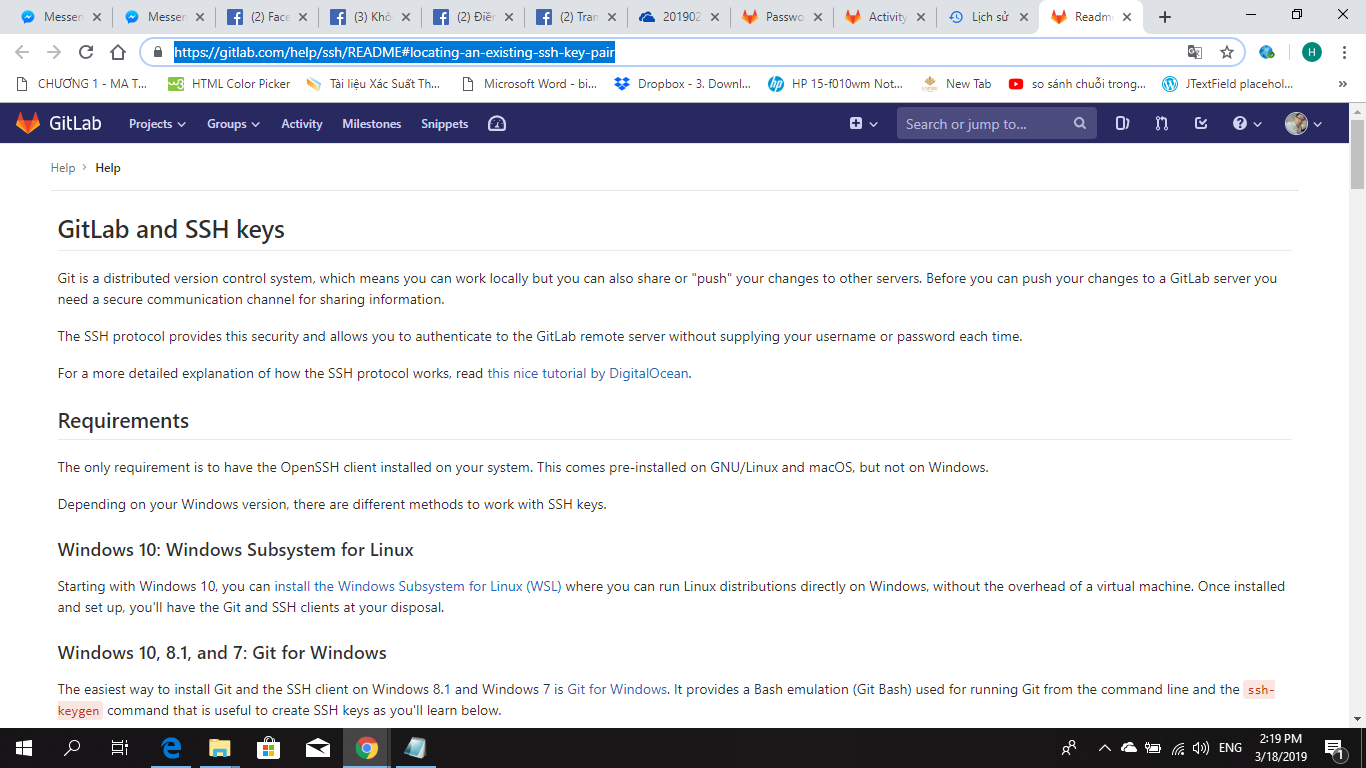 Messen
Messen
(2) Face
(3) Khô
(2) Điề
(2) Tran
201902
Passwo
Activity
Lịch sử
Readm
https://gitlab.com/help/ssh/README#locating-an-existing-ssh-key-pair
H
CHƯƠNG 1 - MA T...
HTML Color Picker
Tài liệu Xác Suất Th...
Microsoft Word - bi...
Dropbox - 3. Downl...
HP 15-f010wm Not...
New Tab
so sánh chuỗi trong...
JTextField placehol...
»
GitLab
Projects
Groups
Activity
Milestones
Snippets
Search or jump to...
Help
Help
GitLab and SSH keys
Git is a distributed version control system, which means you can work locally but you can also share or "push" your changes to other servers. Before you can push your changes to a GitLab server you
need a secure communication channel for sharing information.
The SSH protocol provides this security and allows you to authenticate to the GitLab remote server without supplying your username or password each time.
For a more detailed explanation of how the SSH protocol works, read this nice tutorial by DigitalOcean.
Requirements
The only requirement is to have the OpenSSH client installed on your system. This comes pre-installed on GNU/Linux and macOS, but not on Windows.
Depending on your Windows version, there are different methods to work with SSH keys.
Windows 10: Windows Subsystem for Linux
Starting with Windows 10, you can install the Windows Subsystem for Linux (WSL) where you can run Linux distributions directly on Windows, without the overhead of a virtual machine. Once installed
and set up, you'll have the Git and SSH clients at your disposal.
Windows 10, 8.1, and 7: Git for Windows
The easiest way to install Git and the SSH client on Windows 8.1 and Windows 7 is Git for Windows. It provides a Bash emulation (Git Bash) used for running Git from the command line and the ssh-
keygen command that is useful to create SSH keys as you'll learn below.
ENG
2:19 PM
3/18/2019
1